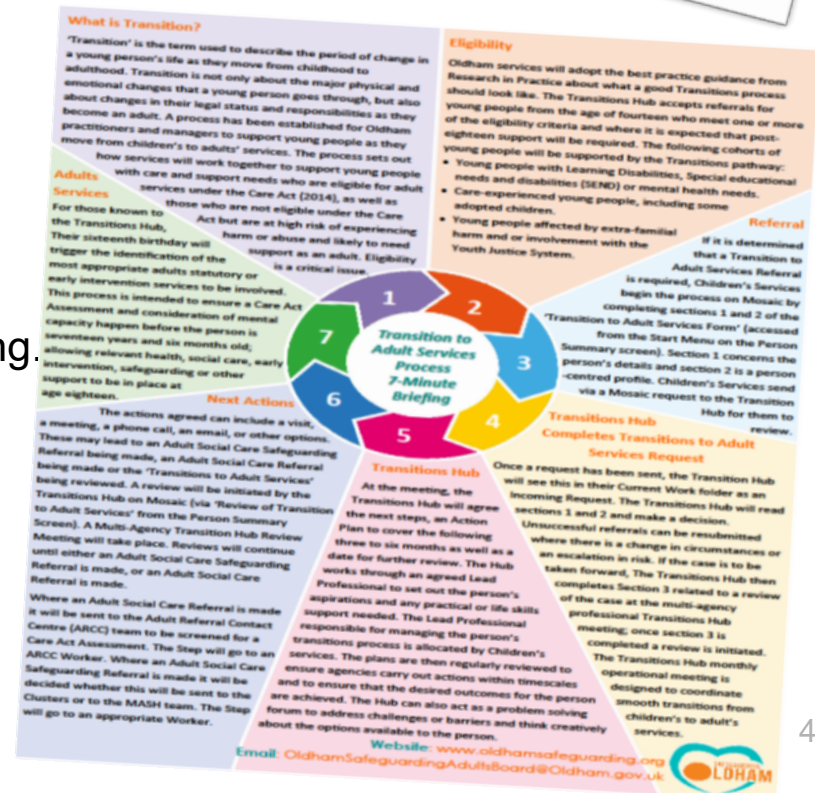 ng.
What is Transition?
'Transition' is the term used to describe the period of change in
a young person's life as they move from childhood to
adulthood. Transition is not only about the major physical and
emotional changes that a young person goes through, but also
about changes in their legal status and responsibilities as they
become an adult. A process has been established for Oldham
practitioners and managers to support young people as they
move from children's to adults' services. The process sets out
how services will work together to support young people
with care and support needs who are eligible for adult
services under the Care Act (2014), as well as
those who are not eligible under the Care
Act but are at high risk of experiencing
harm or abuse and likely to need
support as an adult. Eligibility
is a critical issue.
Eligibility
Oldham services will adopt the best practice guidance from
Research in Practice about what a good Transitions process
should look like. The Transitions Hub accepts referrals for
young people from the age of fourteen who meet one or more
of the eligibility criteria and where it is expected that post-
eighteen support will be required. The following cohorts of
young people will be supported by the Transitions pathway:
• Young people with Learning Disabilities, Special educational
needs and disabilities (SEND) or mental health needs.
• Care-experienced young people, including some
adopted children.
• Young people affected by extra-familial
harm and or involvement with the
Youth Justice System.
Referral
If it is determined
that a Transition to
Adult Services Referral
is required, Children's Services
begin the process on Mosaic by
completing sections 1 and 2 of the
'Transition to Adult Services Form' (accessed
from the Start Menu on the Person
Summary screen). Section 1 concerns the
person's details and section 2 is a person
-centred profile. Children's Services send
via a Mosaic request to the Transition
Hub for them to
review.
Transitions Hub
Completes Transitions to Adult
Services Request
Once a request has been sent, the Transition Hub
will see this in their Current Work folder as an
Incoming Request. The Transitions Hub will read
sections 1 and 2 and make a decision.
Unsuccessful referrals can be resubmitted
where there is a change in circumstances or
an escalation in risk. If the case is to be
taken forward, The Transitions Hub then
completes Section 3 related to a review
of the case at the multi-agency
professional Transitions Hub
meeting; once section 3 is
completed a review is initiated.
The Transitions Hub monthly
operational meeting is
designed to coordinate
smooth transitions from
children's to adult's
services.
Transitions Hub
At the meeting, the
Transitions Hub will agree
the next steps, an Action
Plan to cover the following
three to six months as well as a
date for further review. The Hub
works through an agreed Lead
Professional to set out the person's
aspirations and any practical or life skills
support needed. The Lead Professional
responsible for managing the person's
transitions process is allocated by Children's
services. The plans are then regularly reviewed to
ensure agencies carry out actions within timescales
and to ensure that the desired outcomes for the person
are achieved. The Hub can also act as a problem solving
forum to address challenges or barriers and think creatively
about the options available to the person.
Website: www.oldhamsafeguarding.org
Email: OldhamSafeguardingAdultsBoard@Oldham.gov.uk
Next Actions
The actions agreed can include a visit,
a meeting, a phone call, an email, or other options.
These may lead to an Adult Social Care Safeguarding
Referral being made, an Adult Social Care Referral
being made or the 'Transitions to Adult Services'
being reviewed. A review will be initiated by the
Transitions Hub on Mosaic (via 'Review of Transition
to Adult Services' from the Person Summary
Screen). A Multi-Agency Transition Hub Review
Meeting will take place. Reviews will continue
until either an Adult Social Care Safeguarding
Referral is made, or an Adult Social Care
Referral is made.
Where an Adult Social Care Referral is made
it will be sent to the Adult Referral Contact
Centre (ARCC) team to be screened for a
Care Act Assessment. The Step will go to an
ARCC Worker. Where an Adult Social Care
Safeguarding Referral is made it will be
decided whether this will be sent to the
Clusters or to the MASH team. The Step
will go to an appropriate Worker.
Adults
Services
For those known to
the Transitions Hub,
Their sixteenth birthday will
trigger the identification of the
most appropriate adults statutory or
early intervention services to be involved.
This process is intended to ensure a Care Act
Assessment and consideration of mental
capacity happen before the person is
seventeen years and six months old;
allowing relevant health, social care, early
intervention, safeguarding or other
support to be in place at
age eighteen.
1
2
3
4
5
6
7
Transition to
Adult Services
Process
7-Minute
Briefing
OLDHAM
4